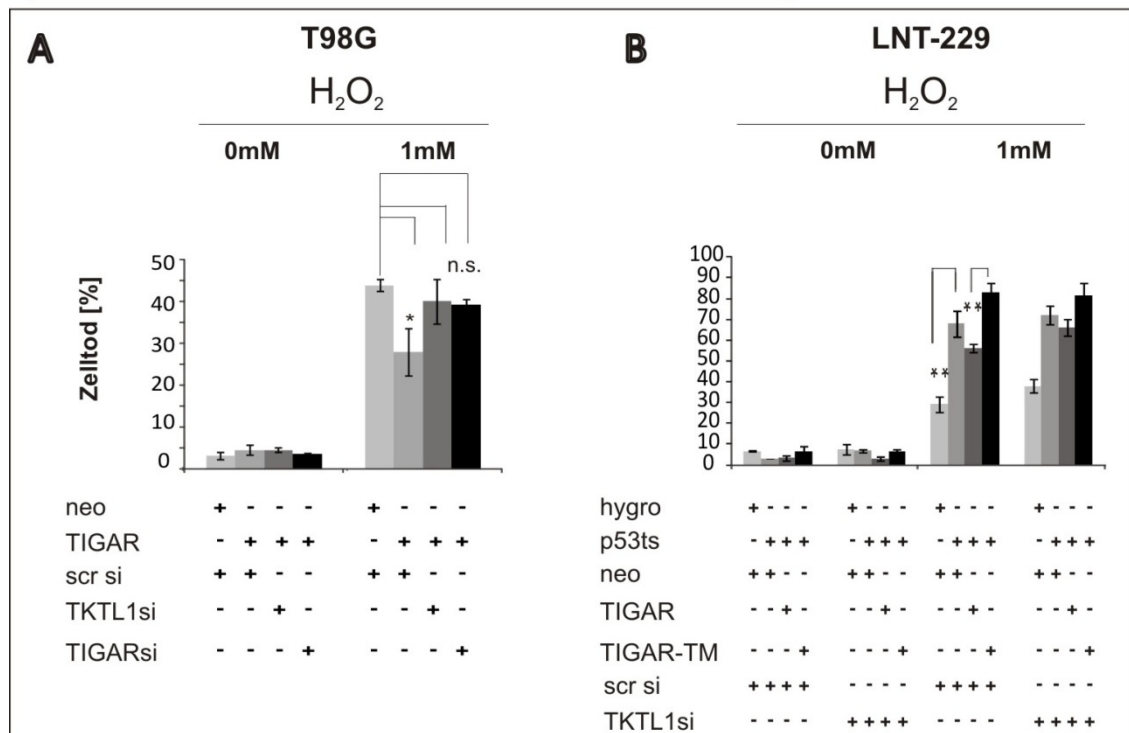 A
T98G
H2O2
0mM 1mM
n.s.
*
Zelltod [%]
50
40
30
20
10
0
neo + - - - + - - -
TIGAR - + + + - + + +
scr si + + - - + + - -
TKTL1si - - + - - - + -
TIGARsi - - - + - - - +
B
LNT-229
H2O2
0mM 1mM
100
90
80
70
60
50
40
30
20
10
0
**
**
hygro + - - - + - - - + - - - + - - -
p53ts - + + + - + + + - + + + - + + +
neo + + - - + + - - + + - - + + - -
TIGAR - - + - - - + - - - + - - - + -
TIGAR-TM - - - + - - - + - - - + - - - +
scr si + + + + - - - - + + + + - - - -
TKTL1si - - - - + + + + - - - - + + + +